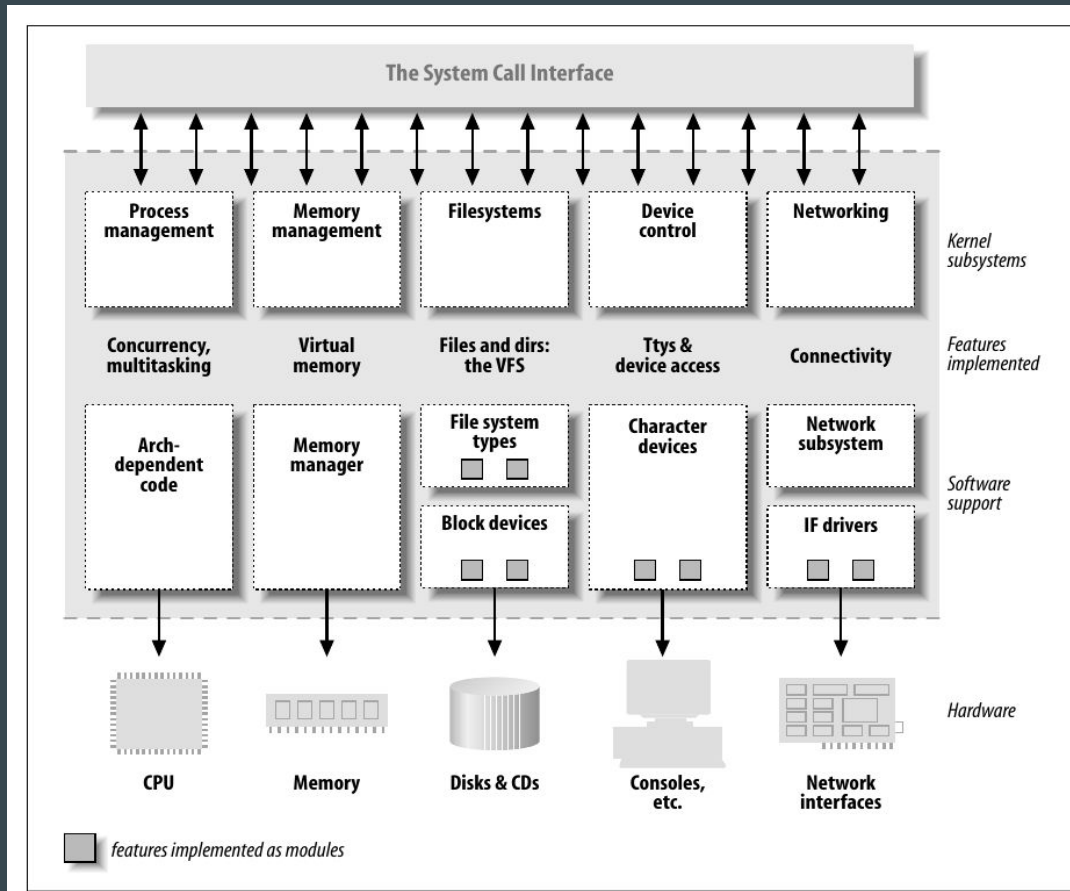 The System Call Interface
Process
management
Memory
management
Filesystems
Device
control
Networking
Kernel
subsystems
Concurrency,
multitasking
Virtual
memory
Files and dirs:
the VFS
Ttys &
device access
Connectivity
Features
implemented
Arch-
dependent
code
Memory
manager
File system
types
Block devices
Character
devices
Network
subsystem
IF drivers
Software
support
CPU
Memory
Disks & CDs
Consoles,
etc.
Network
interfaces
Hardware
features implemented as modules